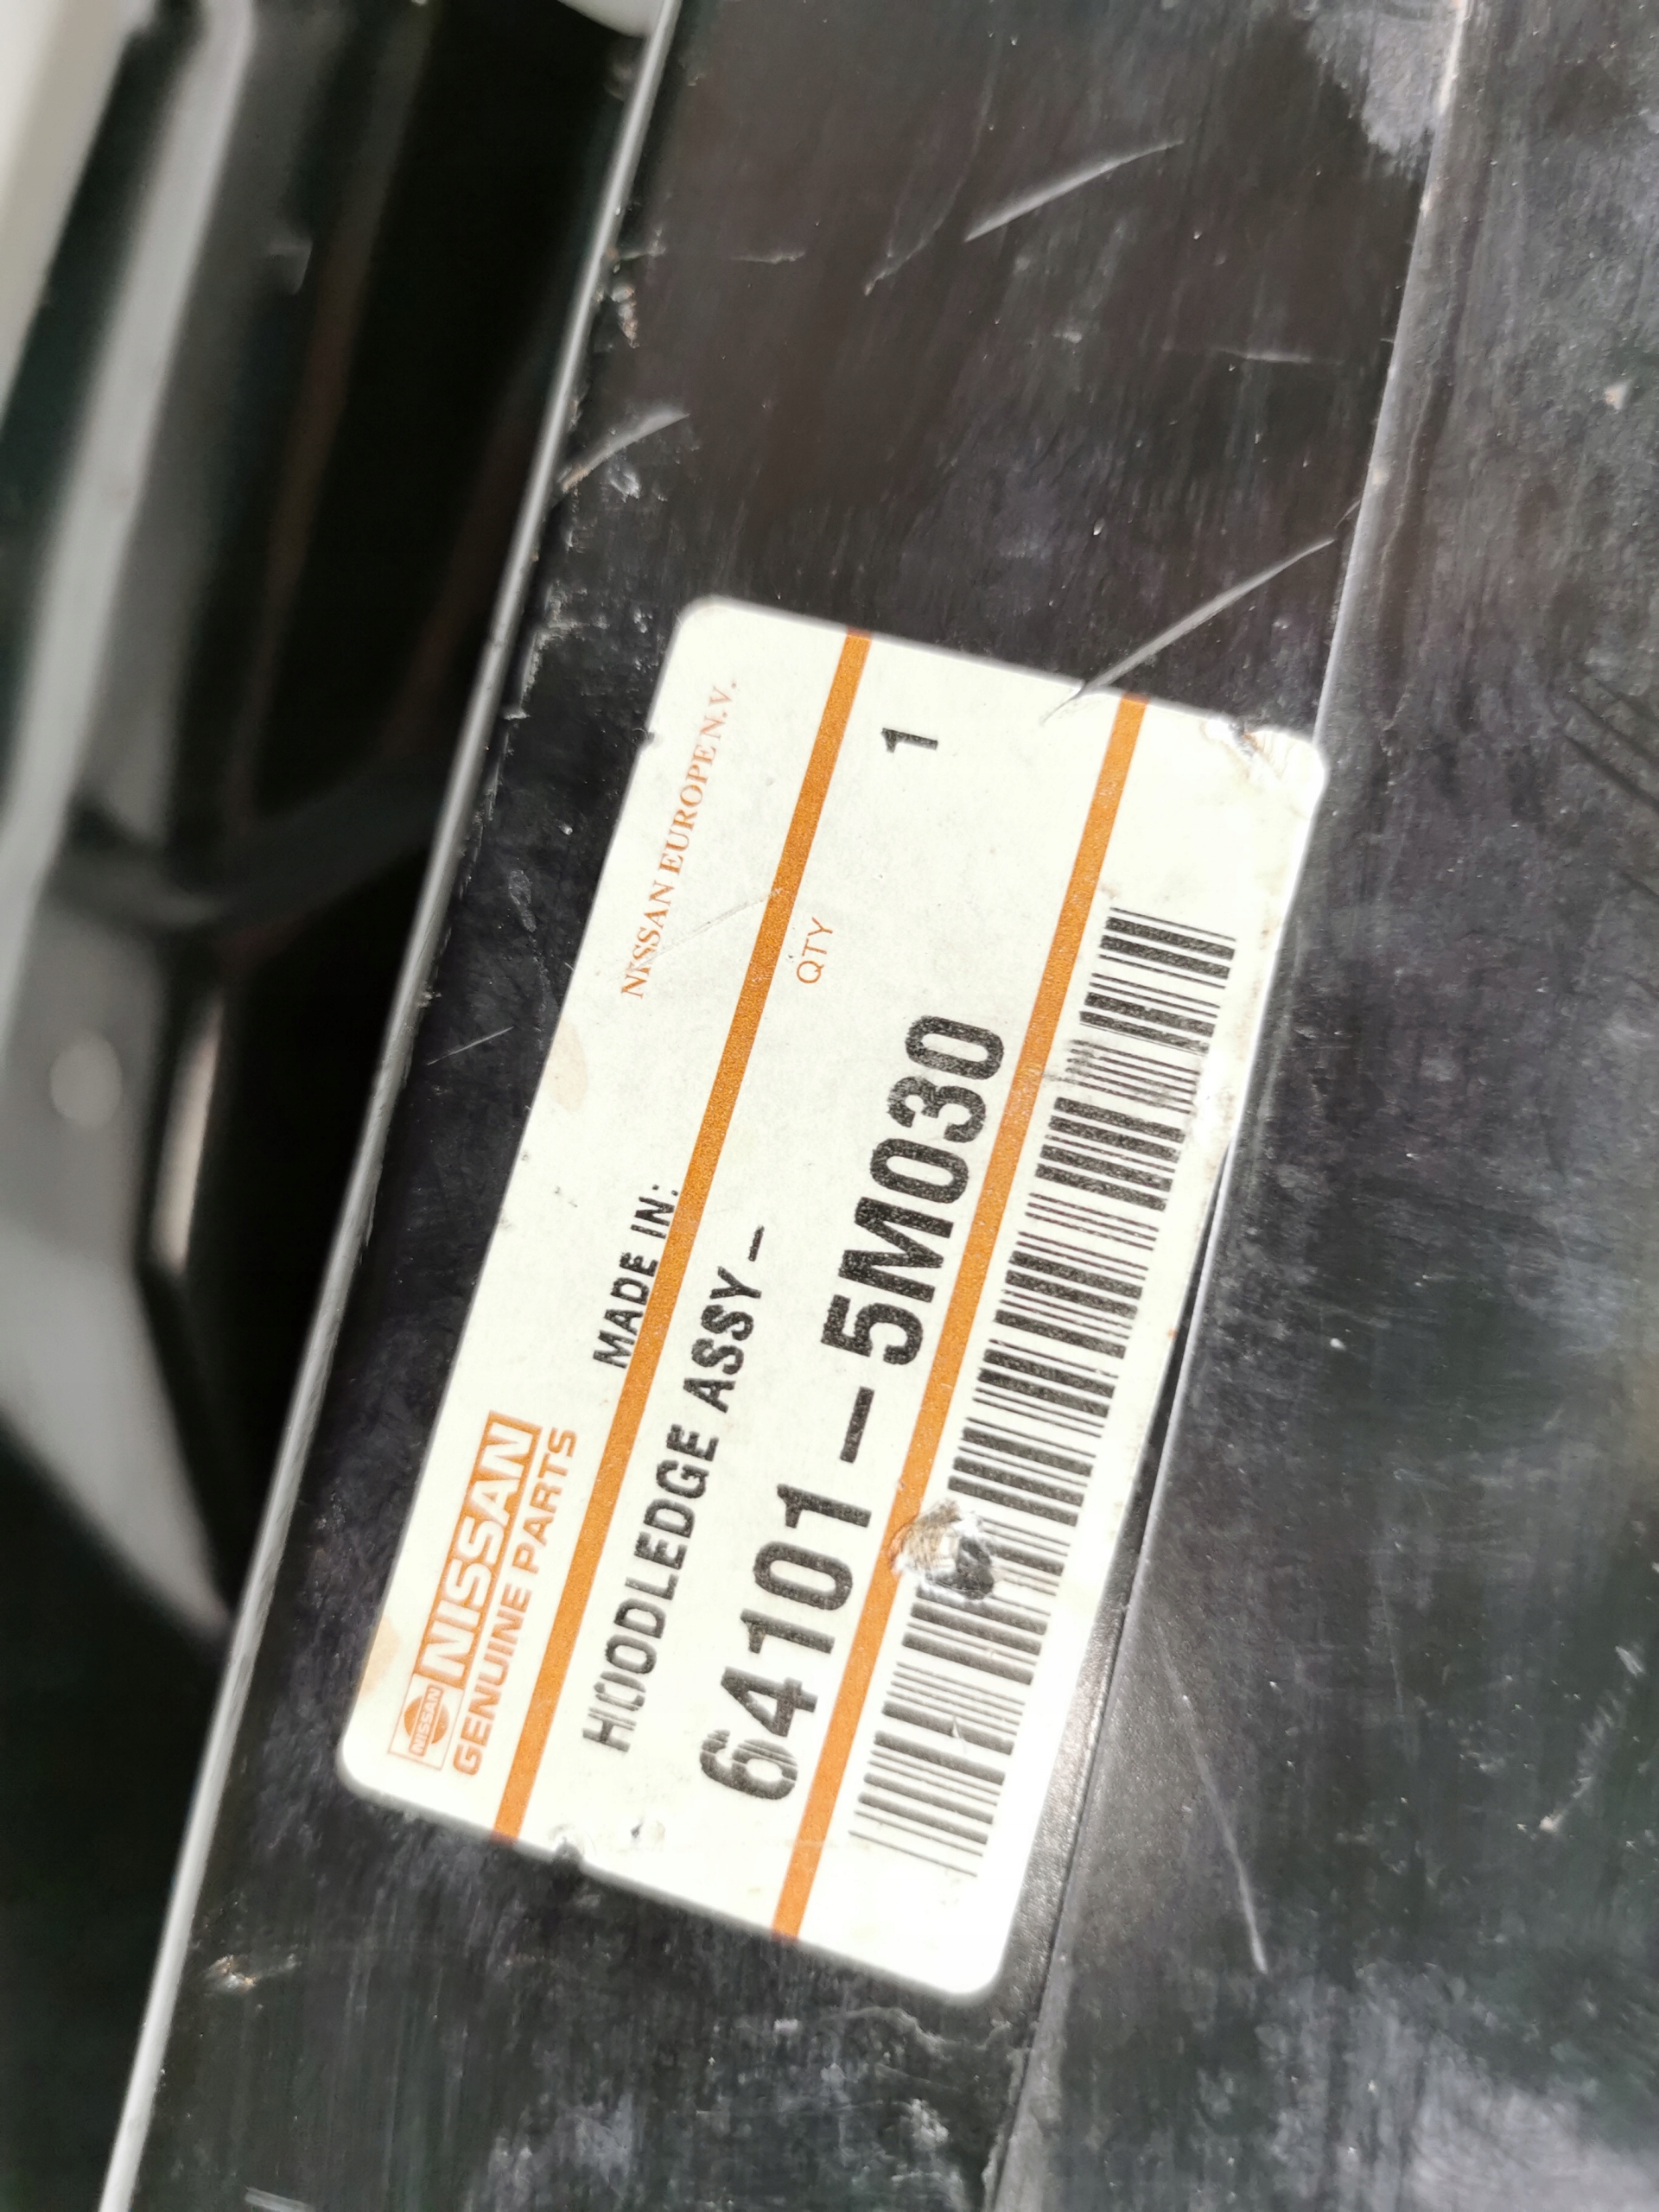 NISSAN
NISSAN
GENUINE PARTS
NISSAN EUROPE N.V.
MADE IN:
HOODLEDGE ASSY-
QTY
64101-5M030
1